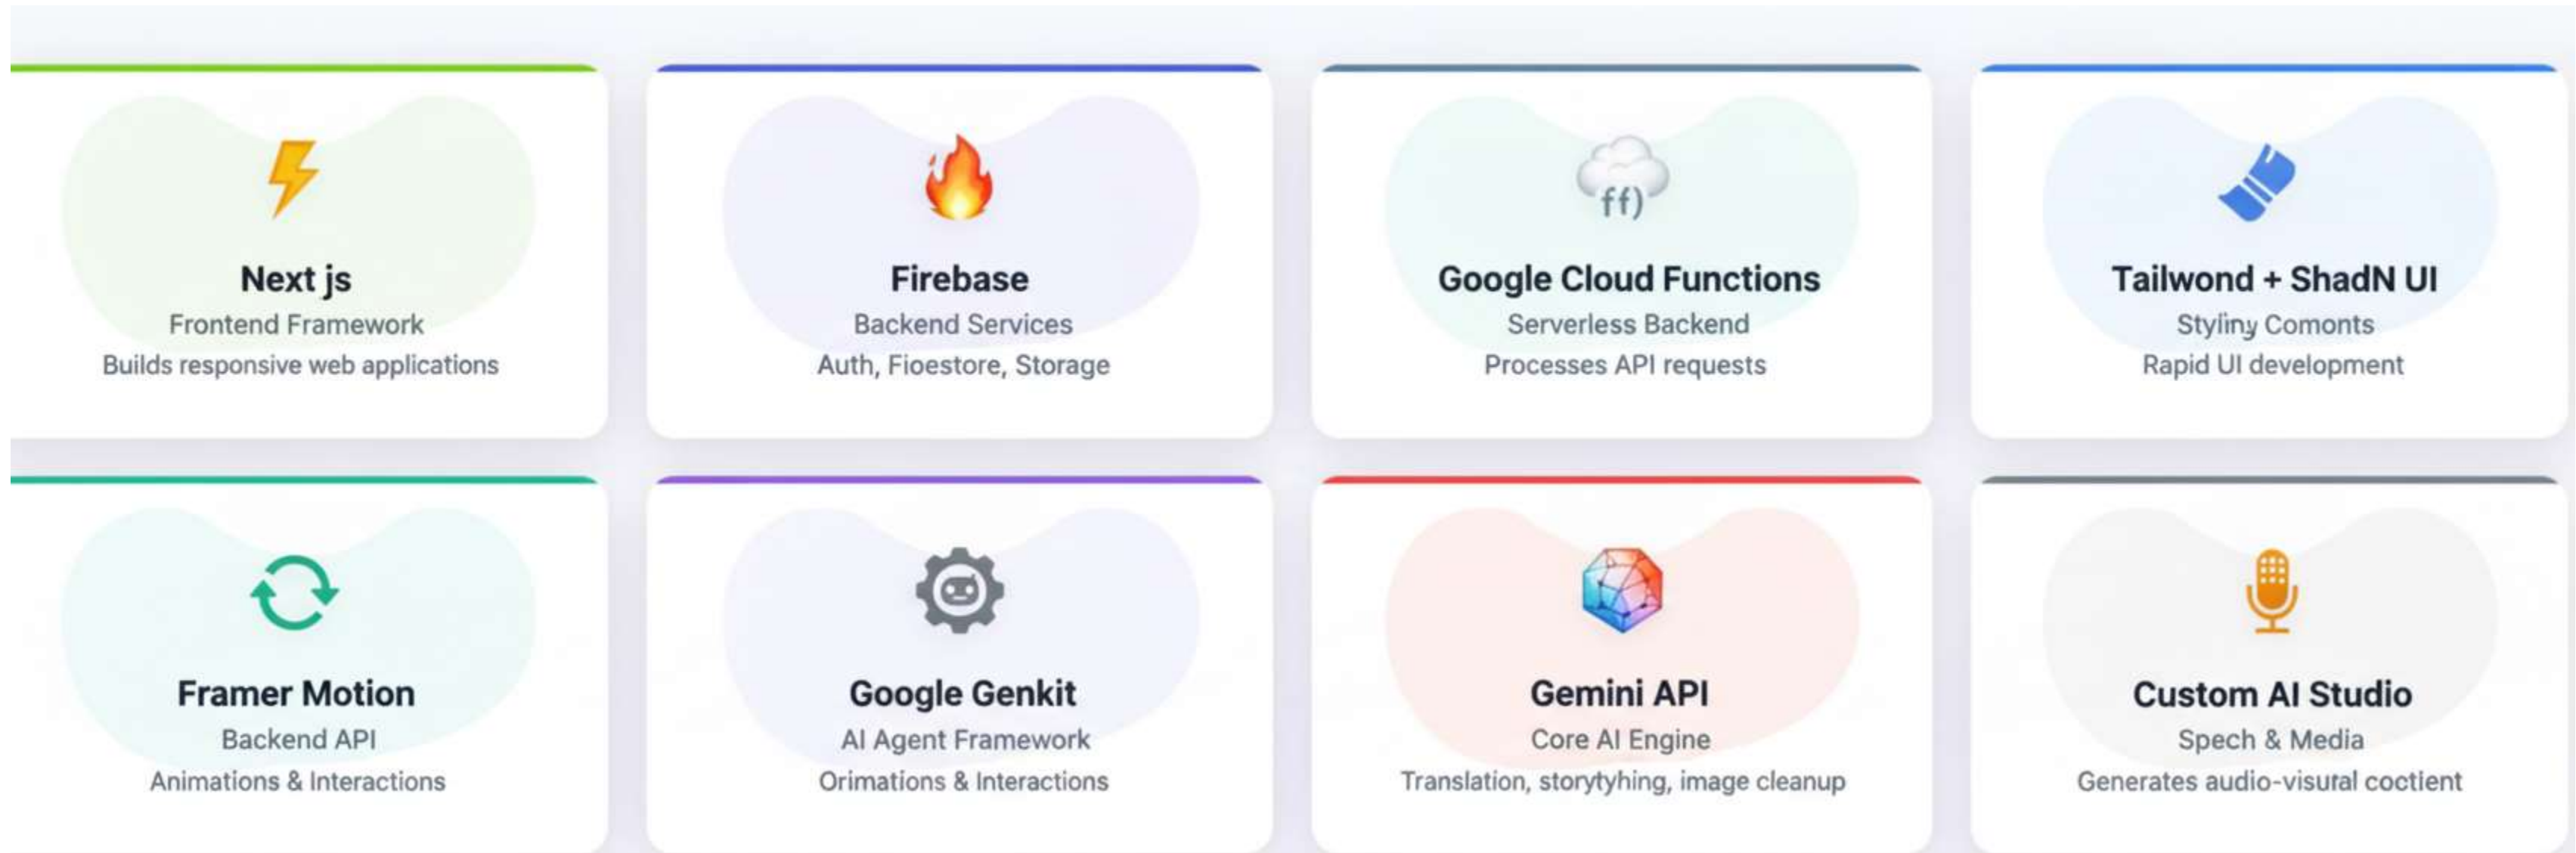 ff)
Next js
Frontend Framework
Builds responsive web applications
Firebase
Backend Services
Auth, Fioestore, Storage
Google Cloud Functions
Serverless Backend
Processes API requests
Tailwond + ShadN UI
Styliny Comonts
Rapid UI development
Framer Motion
Backend API
Animations & Interactions
Google Genkit
AI Agent Framework
Orimations & Interactions
Gemini API
Core AI Engine
Translation, storytyhing, image cleanup
Custom AI Studio
Spech & Media
Generates audio-visural coctient